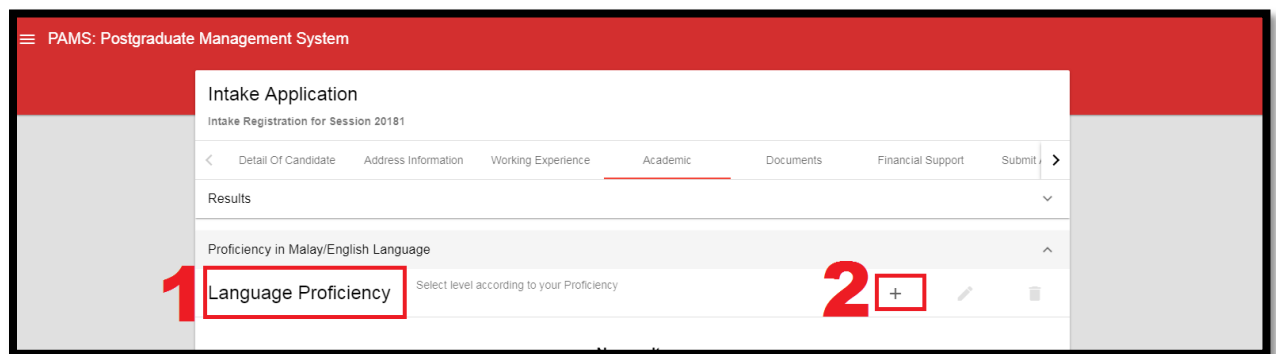 PAMS: Postgraduate Management System
Intake Application
Intake Registration for Session 20181
Detail Of Candidate Address Information Working Experience Academic Documents Financial Support Submit
Results
Proficiency in Malay/English Language
1 Language Proficiency Select level according to your Proficiency 2 +